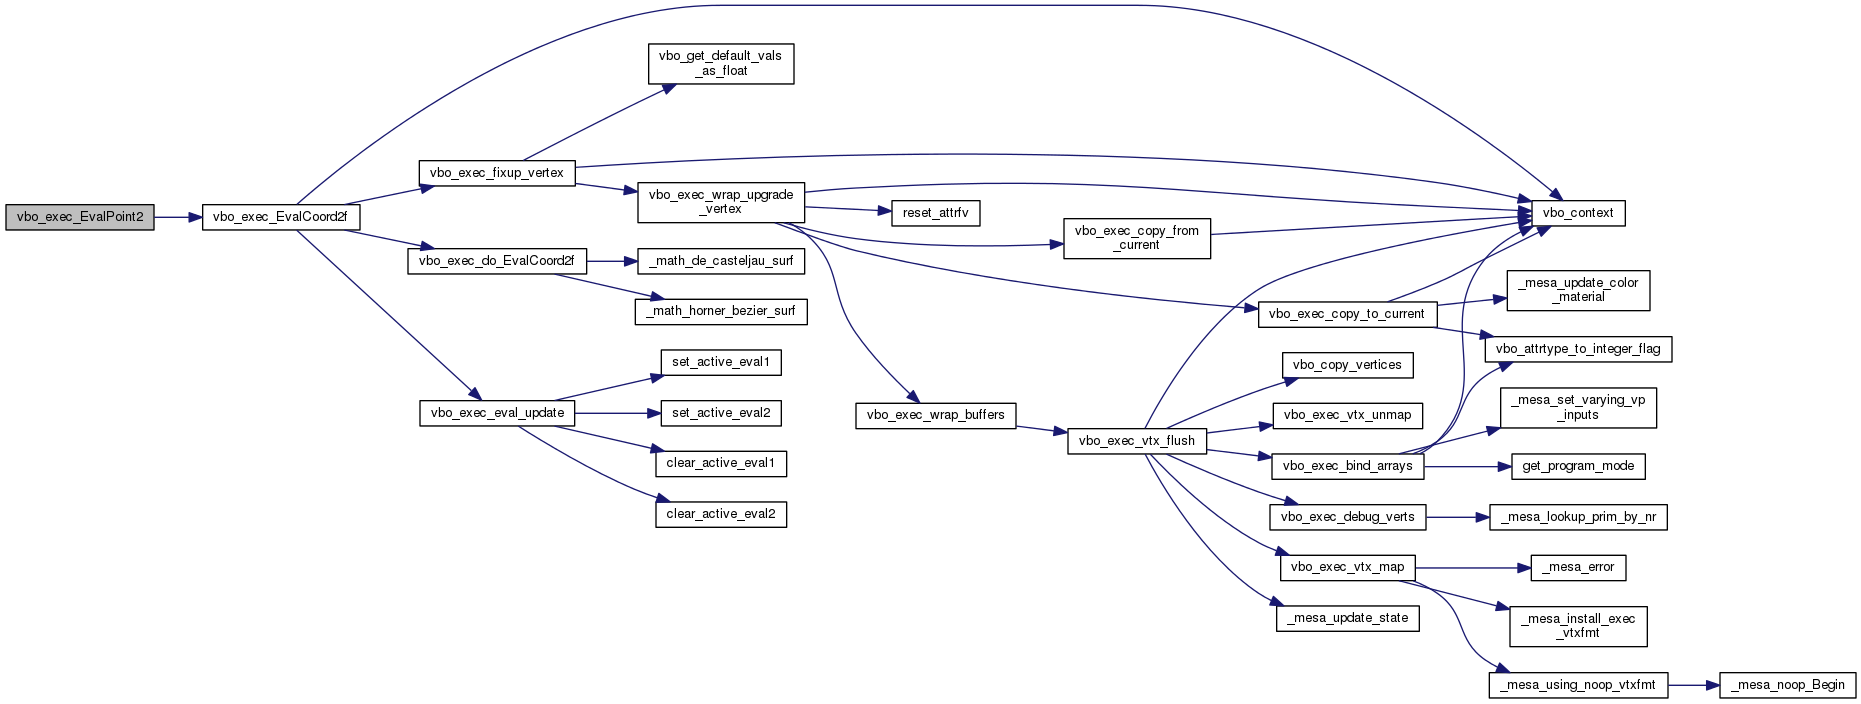 vbo_exec_EvalPoint2
vbo_exec_EvalCoord2f
vbo_exec_fixup_vertex
vbo_exec_do_EvalCoord2f
vbo_exec_eval_update
vbo_get_default_vals
_as_float
vbo_exec_wrap_upgrade
_vertex
_math_de_casteljau_surf
_math_horner_bezier_surf
set_active_eval1
set_active_eval2
clear_active_eval1
clear_active_eval2
reset_attrfv
vbo_exec_wrap_buffers
vbo_exec_copy_from
_current
vbo_exec_vtx_flush
vbo_exec_copy_to_current
vbo_copy_vertices
vbo_exec_vtx_unmap
vbo_exec_bind_arrays
vbo_exec_debug_verts
vbo_exec_vtx_map
_mesa_update_state
vbo_context
_mesa_update_color
_material
vbo_attrtype_to_integer_flag
_mesa_set_varying_vp
_inputs
get_program_mode
_mesa_lookup_prim_by_nr
_mesa_error
_mesa_install_exec
_vtxfmt
_mesa_using_noop_vtxfmt
_mesa_noop_Begin